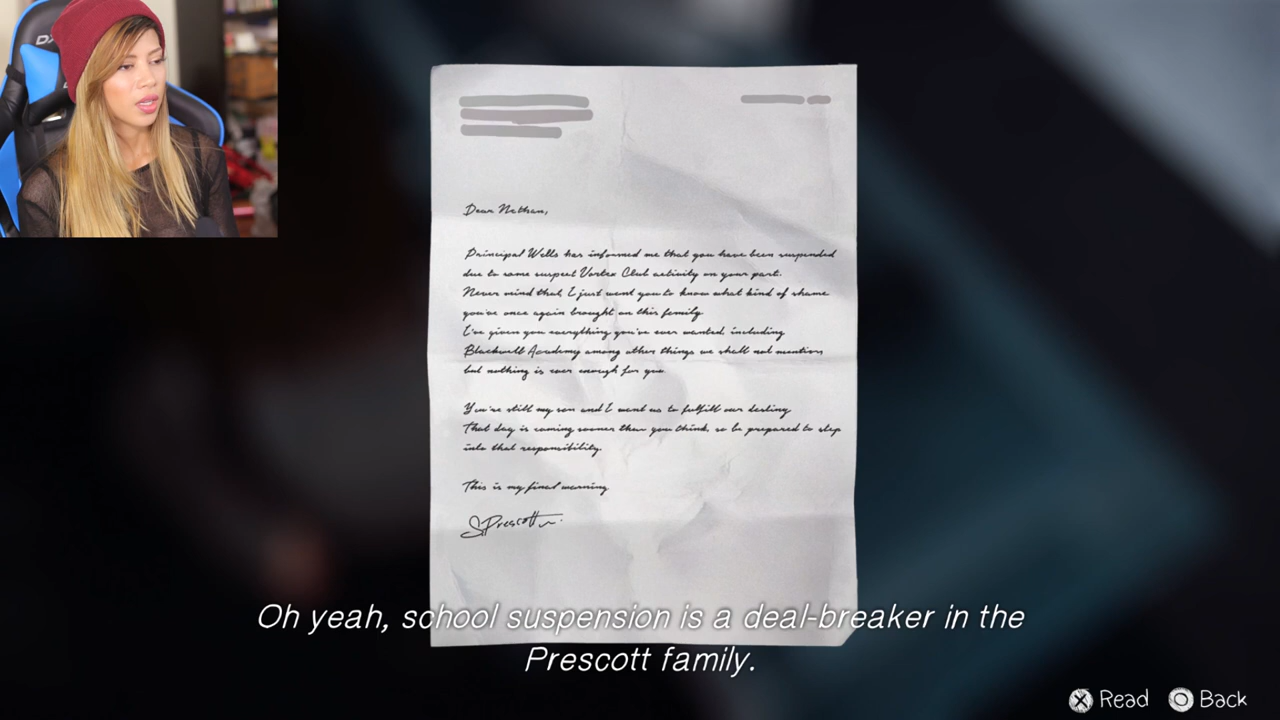 DX
Dear Nathan,
Principal Wells has informed me that you have been suspended
due to some suspect Vortex Club activity on your part.
Never mind that, I just want you to know what kind of shame
you've once again brought on this family.
I've given you everything you've ever wanted, including
Blackwell Academy among other things we shall not mention
but nothing is ever enough for you.
You're still my son and I want us to fulfill our destiny
That day is coming sooner than you think, so be prepared to step
into that responsibility.
This is my final warning
S.Prescott
Oh yeah, school suspension is a deal-breaker in the
Prescott family.
Read Back